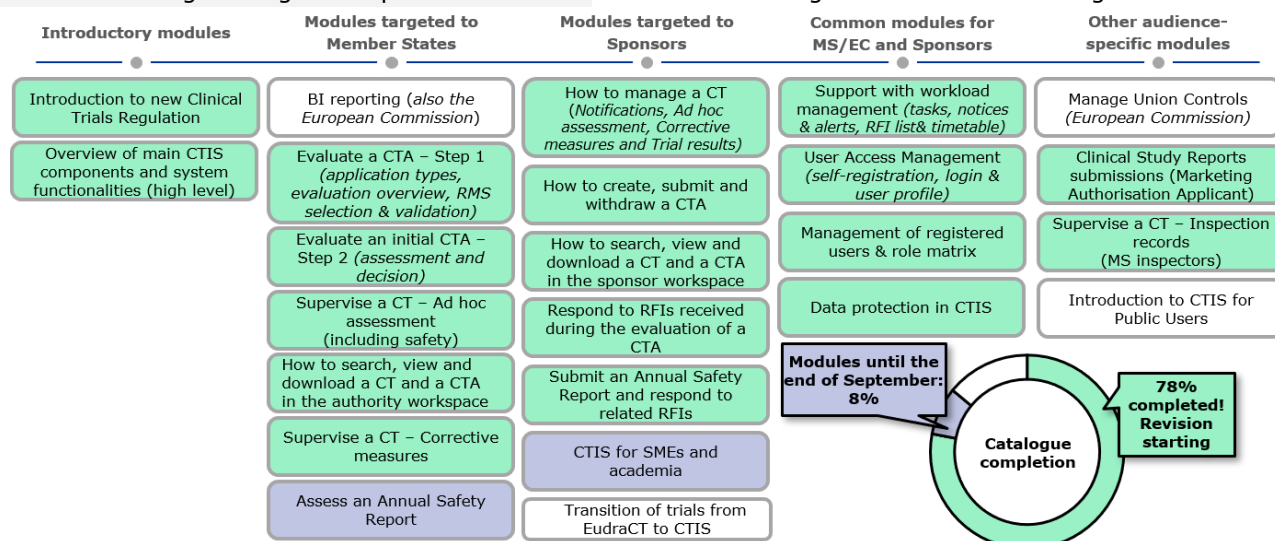 Introductory modules
Introduction to new Clinical
Trials Regulation
Overview of main CTIS
components and system
functionalities (high level)
Modules targeted to
Member States
BI reporting (also the
European Commission)
Evaluate a CTA – Step 1
(application types,
evaluation overview, RMS
selection & validation)
Evaluate an initial CTA –
Step 2 (assessment and
decision)
Supervise a CT – Ad hoc
assessment
(including safety)
How to search, view and
download a CT and a CTA
in the authority workspace
Supervise a CT – Corrective
measures
Assess an Annual Safety
Report
Modules targeted to
Sponsors
How to manage a CT
(Notifications, Ad hoc
assessment, Corrective
measures and Trial results)
How to create, submit and
withdraw a CTA
How to search, view and
download a CT and a CTA
in the sponsor workspace
Respond to RFIs received
during the evaluation of a
CTA
Submit an Annual Safety
Report and respond to
related RFIs
CTIS for SMEs and
academia
Transition of trials from
EudraCT to CTIS
Common modules for
MS/EC and Sponsors
Support with workload
management (tasks, notices
& alerts, RFI list& timetable)
User Access Management
(self-registration, login &
user profile)
Management of registered
users & role matrix
Data protection in CTIS
Other audience-
specific modules
Manage Union Controls
(European Commission)
Clinical Study Reports
submissions (Marketing
Authorisation Applicant)
Supervise a CT – Inspection
records
(MS inspectors)
Introduction to CTIS for
Public Users
Modules until the
end of September:
8%
Catalogue
completion
78%
completed!
Revision
starting